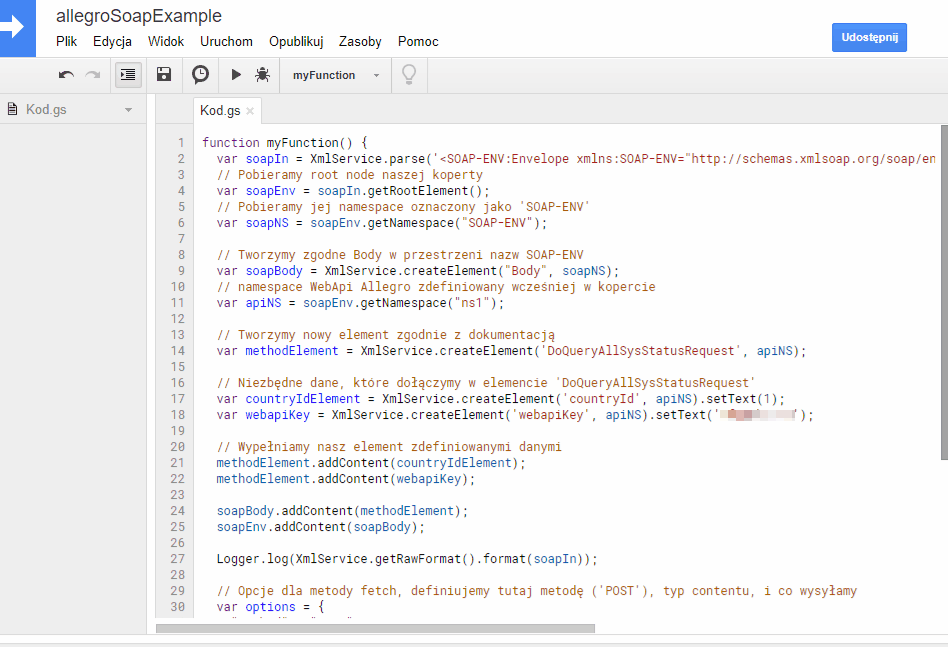 allegroSoapExample
Plik Edycja Widok Uruchom Opublikuj Zasoby Pomoc
Udostępnij
myFunction
Kod.gs
Kod.gs ×
1 function myFunction() {
2 var soapIn = XmlService.parse('<SOAP-ENV:Envelope xmlns:SOAP-ENV="http://schemas.xmlsoap.org/soap/en
3 // Pobieramy root node naszej koperty
4 var soapEnv = soapIn.getRootElement();
5 // Pobieramy jej namespace oznaczony jako 'SOAP-ENV'
6 var soapNS = soapEnv.getNamespace("SOAP-ENV");
7
8 // Tworzymy zgodne Body w przestrzeni nazw SOAP-ENV
9 var soapBody = XmlService.createElement("Body", soapNS);
10 // namespace WebApi Allegro zdefiniowany wcześniej w kopercie
11 var apiNS = soapEnv.getNamespace("ns1");
12
13 // Tworzymy nowy element zgodnie z dokumentacją
14 var methodElement = XmlService.createElement('DoQueryAllSysStatusRequest', apiNS);
15
16 // Niezbędne dane, które dołączymy w elemencie 'DoQueryAllSysStatusRequest'
17 var countryIdElement = XmlService.createElement('countryId', apiNS).setText(1);
18 var webapiKey = XmlService.createElement('webapiKey', apiNS).setText('');
19
20 // Wypełniamy nasz element zdefiniowanymi danymi
21 methodElement.addContent(countryIdElement);
22 methodElement.addContent(webapiKey);
23
24 soapBody.addContent(methodElement);
25 soapEnv.addContent(soapBody);
26
27 Logger.log(XmlService.getRawFormat().format(soapIn));
28
29 // Opcje dla metody fetch, definiujemy tutaj metodę ('POST'), typ contentu, i co wysyłamy
30 var options = {